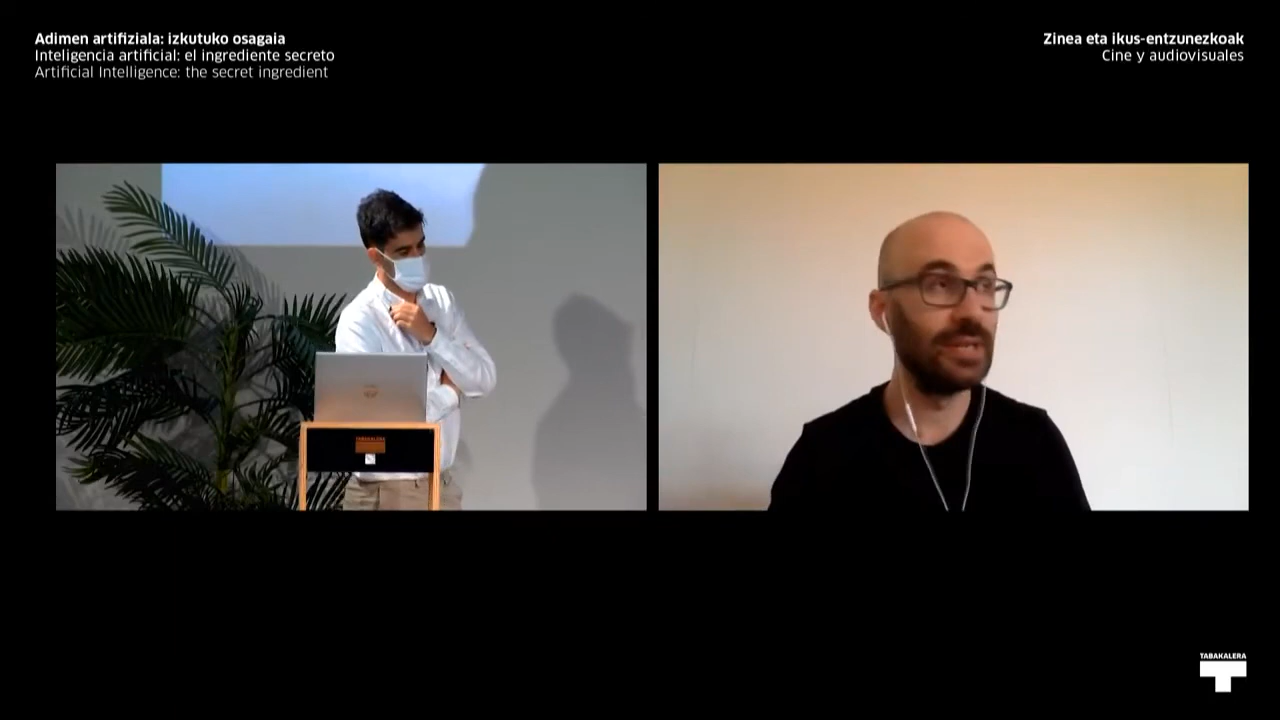 Adimen artifiziala: izkutuko osagaia
Inteligencia artificial: el ingrediente secreto
Artificial Intelligence: the secret ingredient
Zinea eta ikus-entzunezkoak
Cine y audiovisuales
TABAKALERA
TABAKALERA